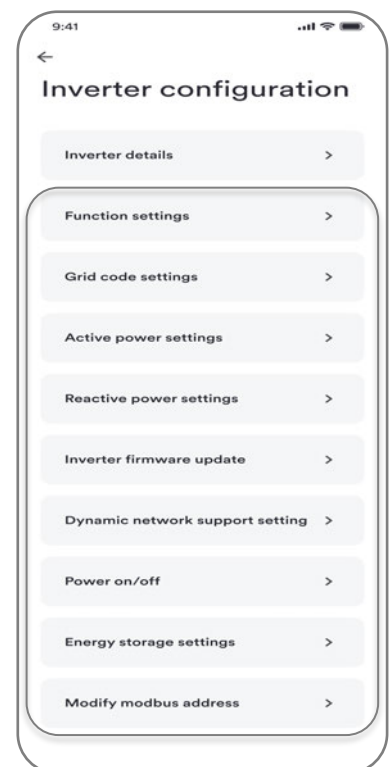 9:41
Inverter configuration
Inverter details
Function settings
Grid code settings
Active power settings
Reactive power settings
Inverter firmware update
Dynamic network support setting
Power on/off
Energy storage settings
Modify modbus address